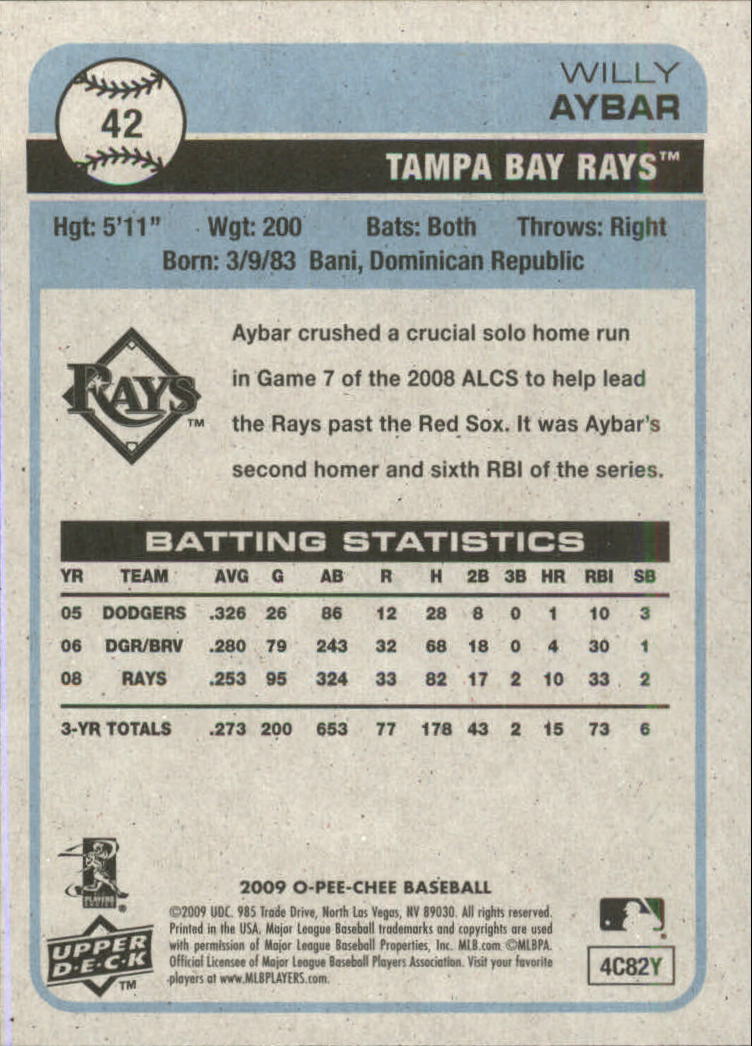 42
WILLY
AYBAR
TAMPA BAY RAYS™
Hgt: 5'11" Wgt: 200 Bats: Both Throws: Right
Born: 3/9/83 Bani, Dominican Republic
RAYS™
Aybar crushed a crucial solo home run
in Game 7 of the 2008 ALCS to help lead
the Rays past the Red Sox. It was Aybar's
second homer and sixth RBI of the series.
BATTING STATISTICS
YR TEAM AVG G AB R H 2B 3B HR RBI SB
05 DODGERS .326 26 86 12 28 8 0 1 10 3
06 DGR/BRV .280 79 243 32 68 18 0 4 30 1
08 RAYS .253 95 324 33 82 17 2 10 33 2
3-YR TOTALS .273 200 653 77 178 43 2 15 73 6
2009 O-PEE-CHEE BASEBALL
©2009 UDC. 985 Trade Drive, North Las Vegas, NV 89030. All rights reserved.
Printed in the USA. Major League Baseball trademarks and copyrights are used
with permission of Major League Baseball Properties, Inc. MLB.com ©MLBPA.
Official Licensee of Major League Baseball Players Association. Visit your favorite
players at www.MLBPLAYERS.com.
UPPER
D·E·C·K
™
®
4C82Y